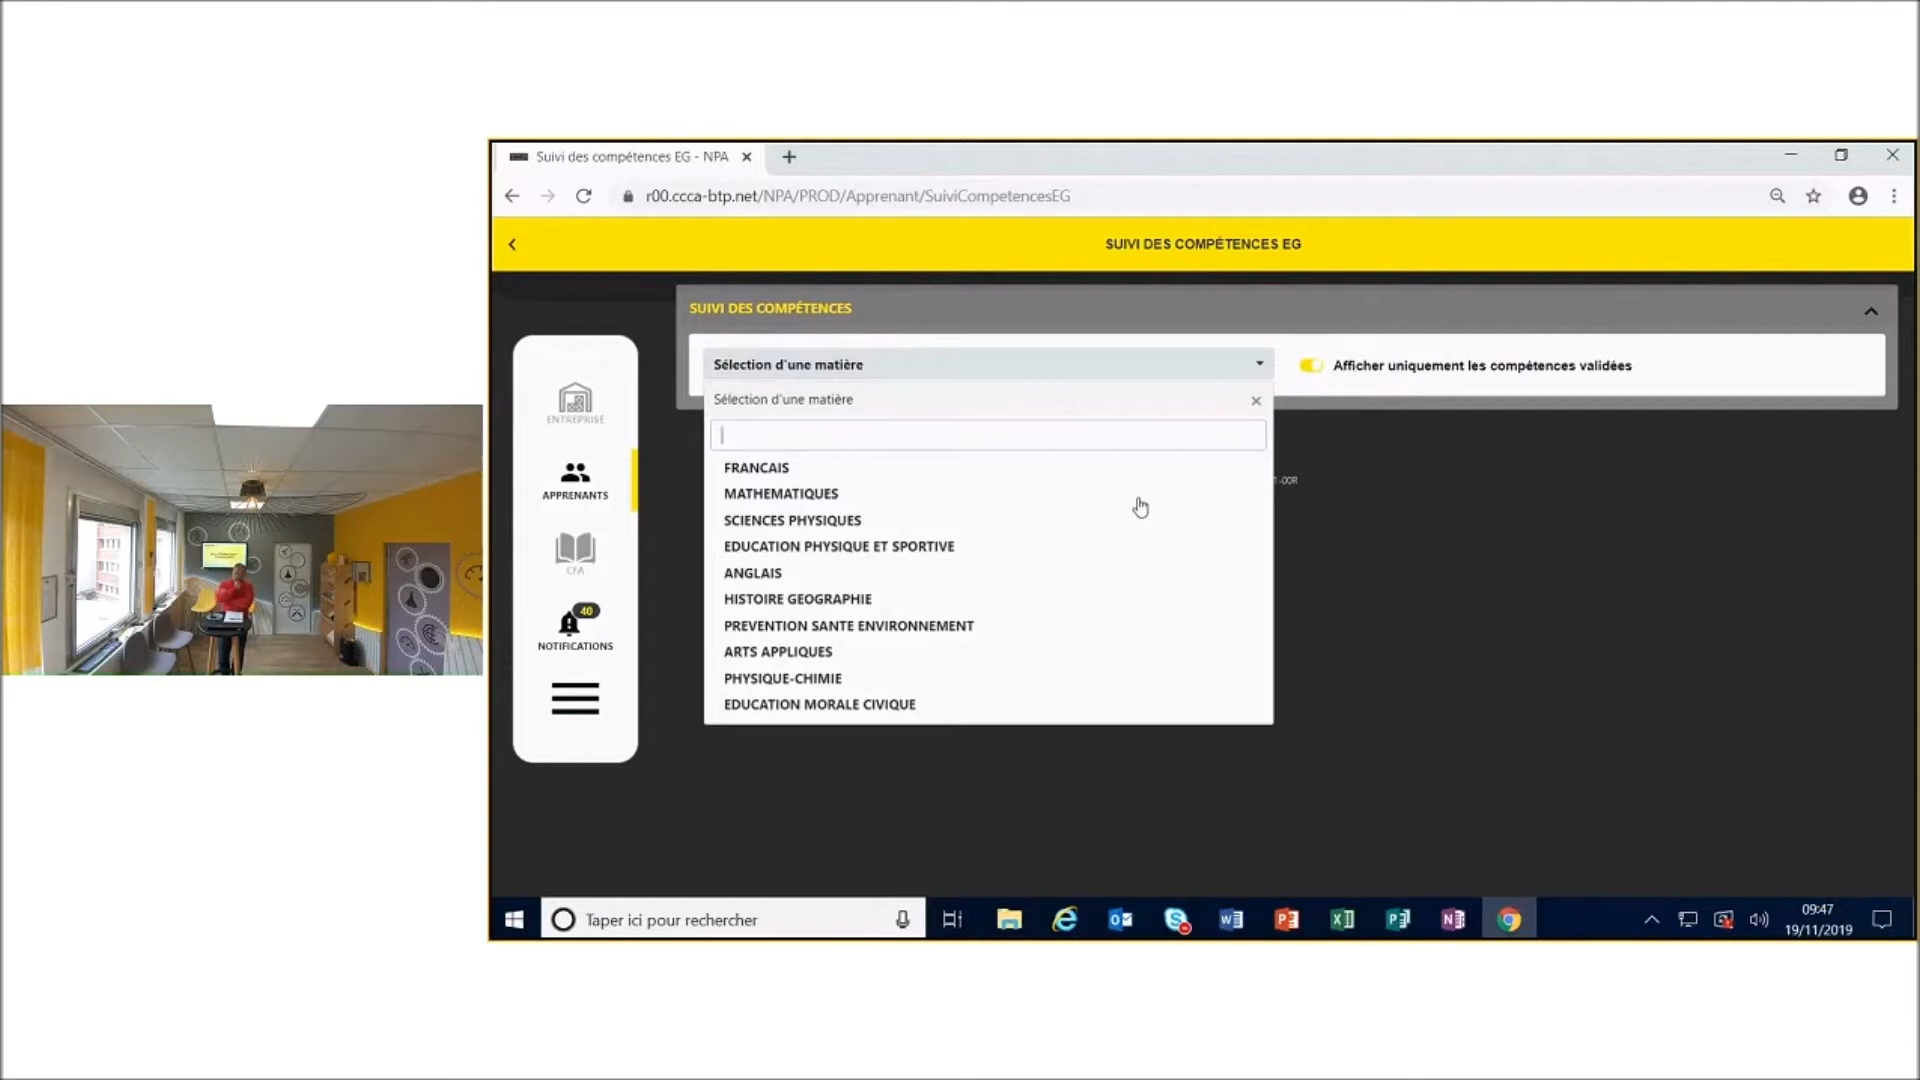 Suivi des compétences EG - NPA
r00.ccca-btp.net/NPA/PROD/Apprenant/SuiviCompetencesEG
SUIVI DES COMPÉTENCES EG
SUIVI DES COMPÉTENCES
Sélection d'une matière
Afficher uniquement les compétences validées
Sélection d'une matière
FRANCAIS
MATHEMATIQUES
SCIENCES PHYSIQUES
EDUCATION PHYSIQUE ET SPORTIVE
ANGLAIS
HISTOIRE GEOGRAPHIE
PREVENTION SANTE ENVIRONNEMENT
ARTS APPLIQUES
PHYSIQUE-CHIMIE
EDUCATION MORALE CIVIQUE
1-00R
ENTREPRISE
APPRENANTS
CFA
40
NOTIFICATIONS
Taper ici pour rechercher
09:47
19/11/2019